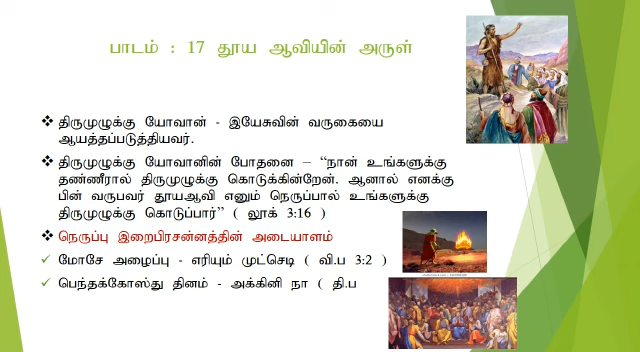 பாடம் : 17 தூய ஆவியின் அருள்
❖ திருமுழுக்கு யோவான் - இயேசுவின் வருகையை
ஆயத்தப்படுத்தியவர்.
❖ திருமுழுக்கு யோவானின் போதனை – “நான் உங்களுக்கு
தண்ணீரால் திருமுழுக்கு கொடுக்கின்றேன். ஆனால் எனக்கு
பின் வருபவர் தூயஆவி எனும் நெருப்பால் உங்களுக்கு
திருமுழுக்கு கொடுப்பார்” ( லூக் 3:16 )
❖ நெருப்பு இறைபிரசன்னத்தின் அடையாளம்
✓ மோசே அழைப்பு - எரியும் முட்செடி ( வி.ப 3:2 )
✓ பெந்தக்கோஸ்து தினம் - அக்கினி நா ( தி.ப